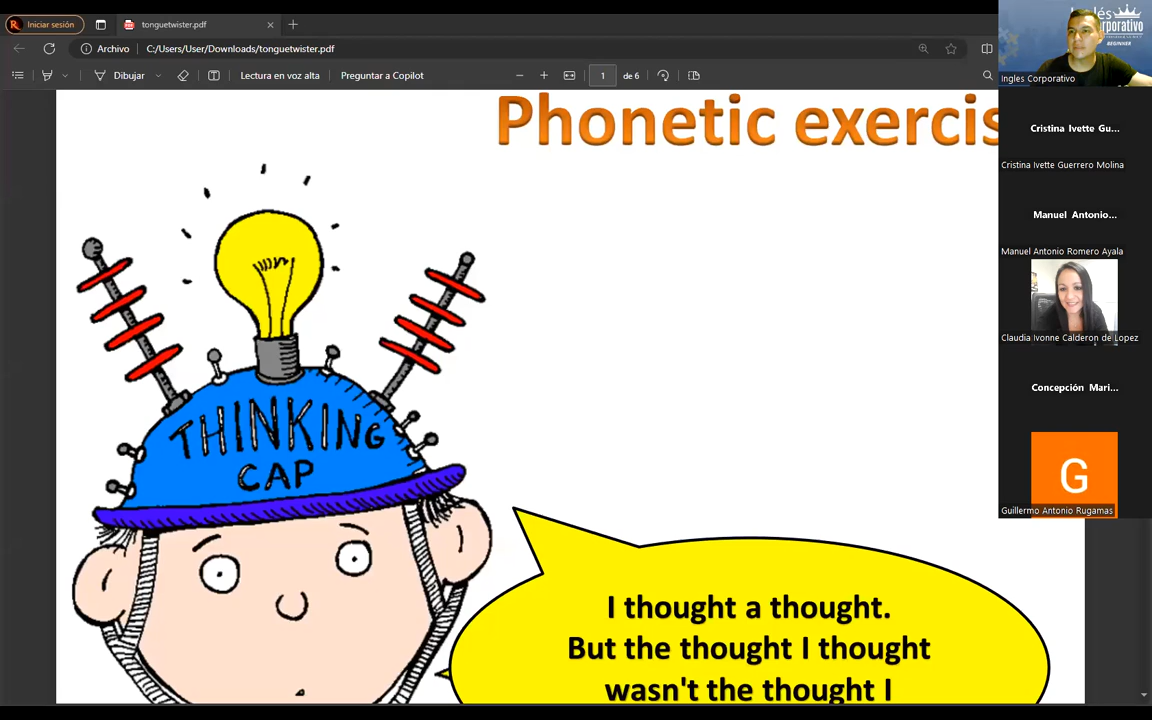 Iniciar sesión
tonguetwister.pdf
Archivo
C:/Users/User/Downloads/tonguetwister.pdf
Dibujar
Lectura en voz alta
Preguntar a Copilot
1
de 6
Phonetic exercis
THINKING
CAP
I thought a thought.
But the thought I thought
wasn't the thought I
Inglés
Corporativo
BEGINNER
Ingles Corporativo
Cristina Ivette Gu...
Cristina Ivette Guerrero Molina
Manuel Antonio...
Manuel Antonio Romero Ayala
Claudia Ivonne Calderon de Lopez
Concepción Mari...
G
Guillermo Antonio Rugamas